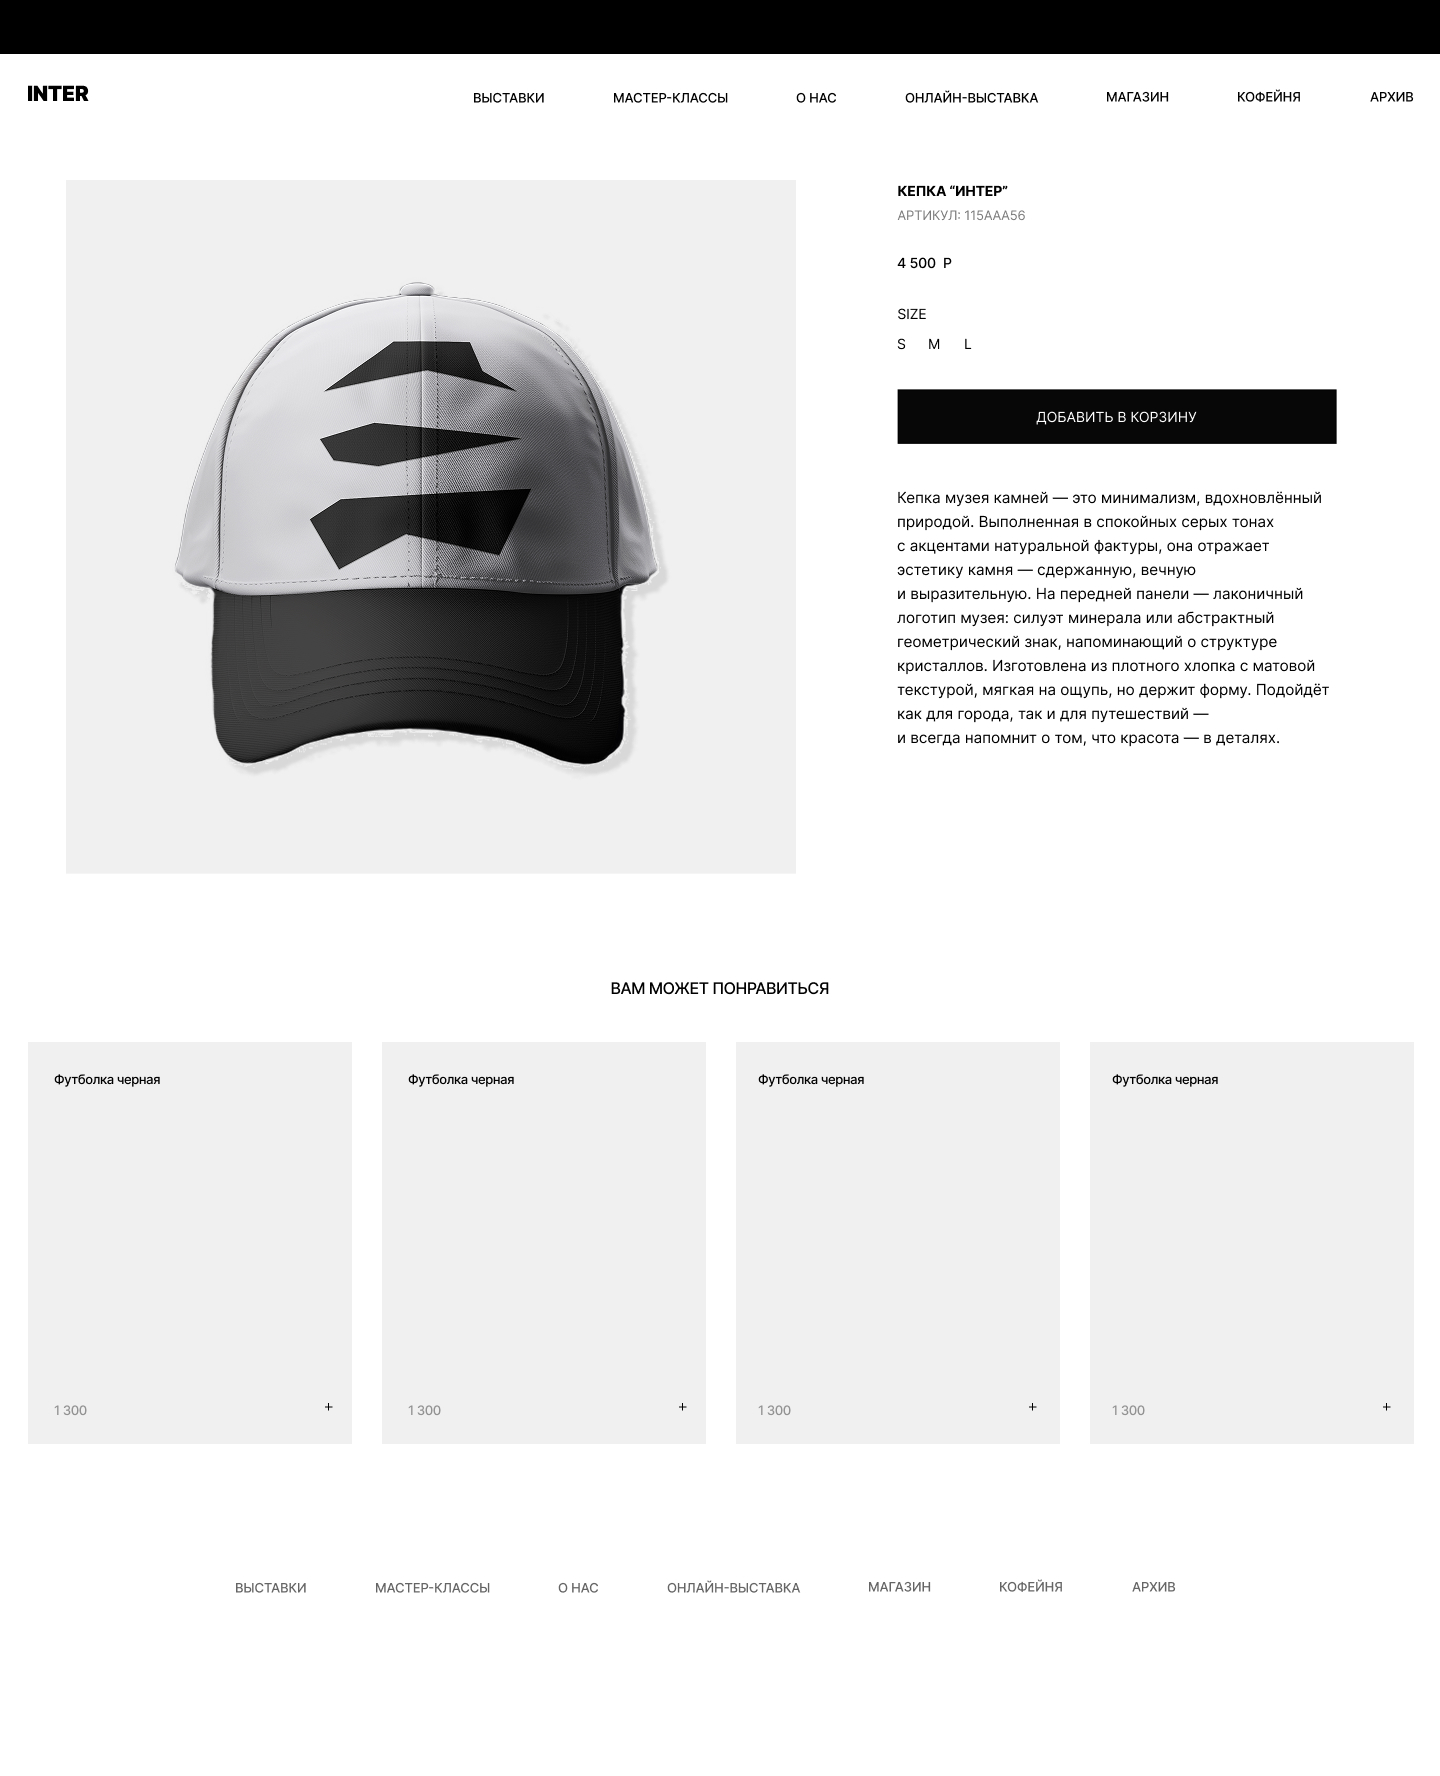 INTER
ВЫСТАВКИ
МАСТЕР-КЛАССЫ
О НАС
ОНЛАЙН-ВЫСТАВКА
МАГАЗИН
КОФЕЙНЯ
АРХИВ
КЕПКА “ИНТЕР”
АРТИКУЛ: 115ААА56
4 500 Р
SIZE
S M L
ДОБАВИТЬ В КОРЗИНУ
Кепка музея камней — это минимализм, вдохновлённый
природой. Выполненная в спокойных серых тонах
с акцентами натуральной фактуры, она отражает
эстетику камня — сдержанную, вечную
и выразительную. На передней панели — лаконичный
логотип музея: силуэт минерала или абстрактный
геометрический знак, напоминающий о структуре
кристаллов. Изготовлена из плотного хлопка с матовой
текстурой, мягкая на ощупь, но держит форму. Подойдёт
как для города, так и для путешествий —
и всегда напомнит о том, что красота — в деталях.
ВАМ МОЖЕТ ПОНРАВИТЬСЯ
Футболка черная
1 300 +
Футболка черная
1 300 +
Футболка черная
1 300 +
Футболка черная
1 300 +
ВЫСТАВКИ
МАСТЕР-КЛАССЫ
О НАС
ОНЛАЙН-ВЫСТАВКА
МАГАЗИН
КОФЕЙНЯ
АРХИВ